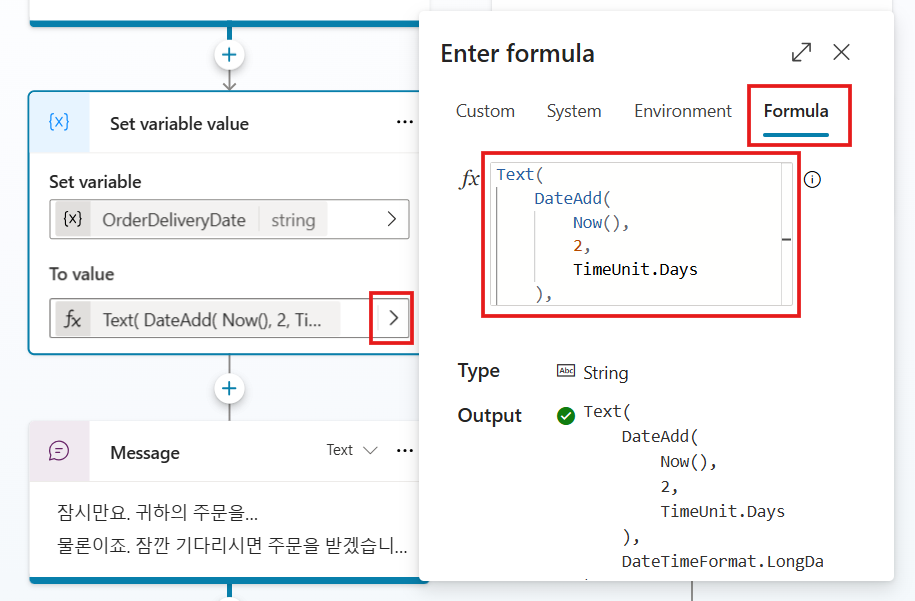 Set variable value
Set variable
{x} OrderDeliveryDate string
To value
fx Text( DateAdd( Now(), 2, Ti...
Message Text
잠시만요. 귀하의 주문을...
물론이죠. 잠깐 기다리시면 주문을 받겠습니...
Enter formula
Custom System Environment Formula
fx
Text(
DateAdd(
Now(),
2,
TimeUnit.Days
),
Type Abc String
Output
Text(
DateAdd(
Now(),
2,
TimeUnit.Days
),
DateTimeFormat.LongDa